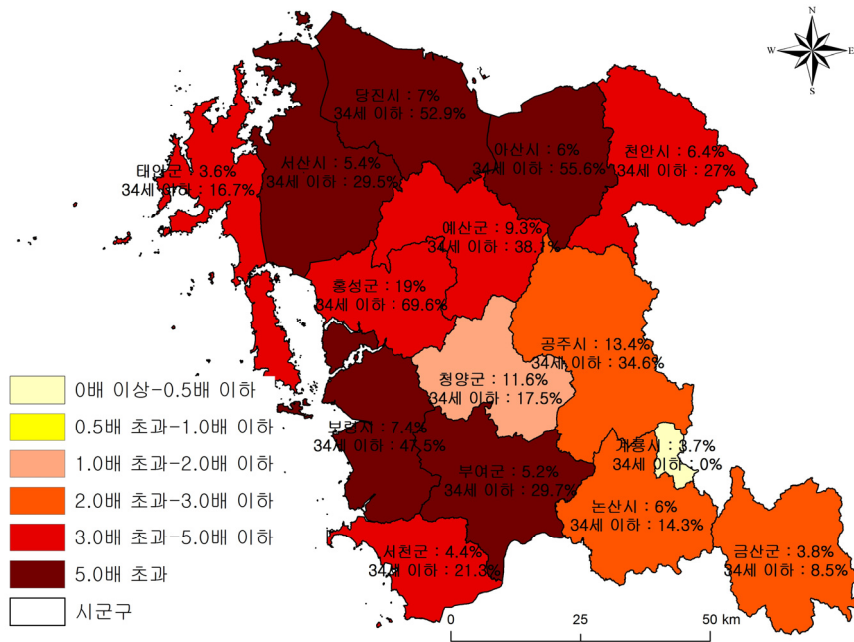 N
W
E
S
당진시 : 7%
34세 이하 : 52.9%
아산시 : 6%
34세 이하 : 55.6%
천안시 : 6.4%
34세 이하 : 27%
태안군 : 3.6%
34세 이하 : 16.7%
서산시 : 5.4%
34세 이하 : 29.5%
예산군 : 9.3%
34세 이하 : 38.1%
홍성군 : 19%
34세 이하 : 69.6%
공주시 : 13.4%
34세 이하 : 34.6%
청양군 : 11.6%
34세 이하 : 17.5%
보령시 : 7.4%
34세 이하 : 47.5%
계룡시 : 3.7%
34세 이하 : 0%
부여군 : 5.2%
34세 이하 : 29.7%
논산시 : 6%
34세 이하 : 14.3%
서천군 : 4.4%
34세 이하 : 21.3%
금산군 : 3.8%
34세 이하 : 8.5%
0배 이상-0.5배 이하
0.5배 초과-1.0배 이하
1.0배 초과-2.0배 이하
2.0배 초과-3.0배 이하
3.0배 초과-5.0배 이하
5.0배 초과
시군구
0 25 50 km